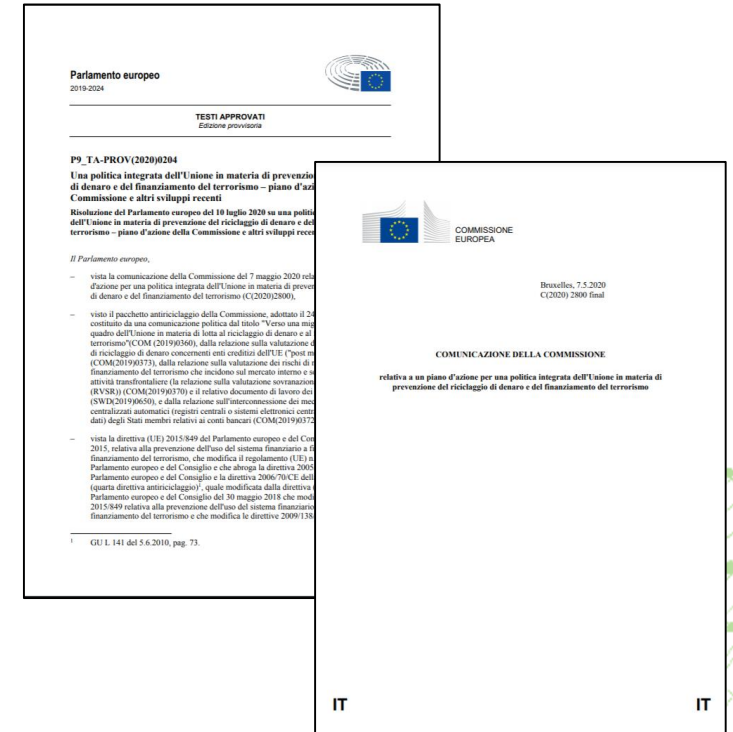 Parlamento europeo
2019-2024
TESTI APPROVATI
Edizione provvisoria
P9_TA-PROV(2020)0204
Una politica integrata dell'Unione in materia di prevenzio
di denaro e del finanziamento del terrorismo – piano d'azi
Commissione e altri sviluppi recenti
Risoluzione del Parlamento europeo del 10 luglio 2020 su una politic
dell'Unione in materia di prevenzione del riciclaggio di denaro e del
terrorismo – piano d'azione della Commissione e altri sviluppi recen
Il Parlamento europeo,
– vista la comunicazione della Commissione del 7 maggio 2020 rela
d'azione per una politica integrata dell'Unione in materia di preven
di denaro e del finanziamento del terrorismo (C(2020)2800),
– visto il pacchetto antiriciclaggio della Commissione, adottato il 24
costituito da una comunicazione politica dal titolo "Verso una mig
quadro dell'Unione in materia di lotta al riciclaggio di denaro e al
terrorismo"(COM (2019)0360), dalla relazione sulla valutazione d
di riciclaggio di denaro concernenti enti creditizi dell'UE ("post m
(COM(2019)0373), dalla relazione sulla valutazione dei rischi di r
finanziamento del terrorismo che incidono sul mercato interno e s
attività transfrontaliere (la relazione sulla valutazione sovranazion
(RVSR)) (COM(2019)0370) e il relativo documento di lavoro dei
(SWD(2019)0650), e dalla relazione sull'interconnessione dei mec
centralizzati automatici (registri centrali o sistemi elettronici centr
dati) degli Stati membri relativi ai conti bancari (COM(2019)0372
– vista la direttiva (UE) 2015/849 del Parlamento europeo e del Con
2015, relativa alla prevenzione dell'uso del sistema finanziario a fi
finanziamento del terrorismo, che modifica il regolamento (UE) n.
Parlamento europeo e del Consiglio e che abroga la direttiva 2005
Parlamento europeo e del Consiglio e la direttiva 2006/70/CE dell
(quarta direttiva antiriciclaggio)1, quale modificata dalla direttiva (
Parlamento europeo e del Consiglio del 30 maggio 2018 che modi
2015/849 relativa alla prevenzione dell'uso del sistema finanziario
finanziamento del terrorismo e che modifica le direttive 2009/138
1 GU L 141 del 5.6.2010, pag. 73.
COMMISSIONE
EUROPEA
Bruxelles, 7.5.2020
C(2020) 2800 final
COMUNICAZIONE DELLA COMMISSIONE
relativa a un piano d'azione per una politica integrata dell'Unione in materia di
prevenzione del riciclaggio di denaro e del finanziamento del terrorismo
IT IT